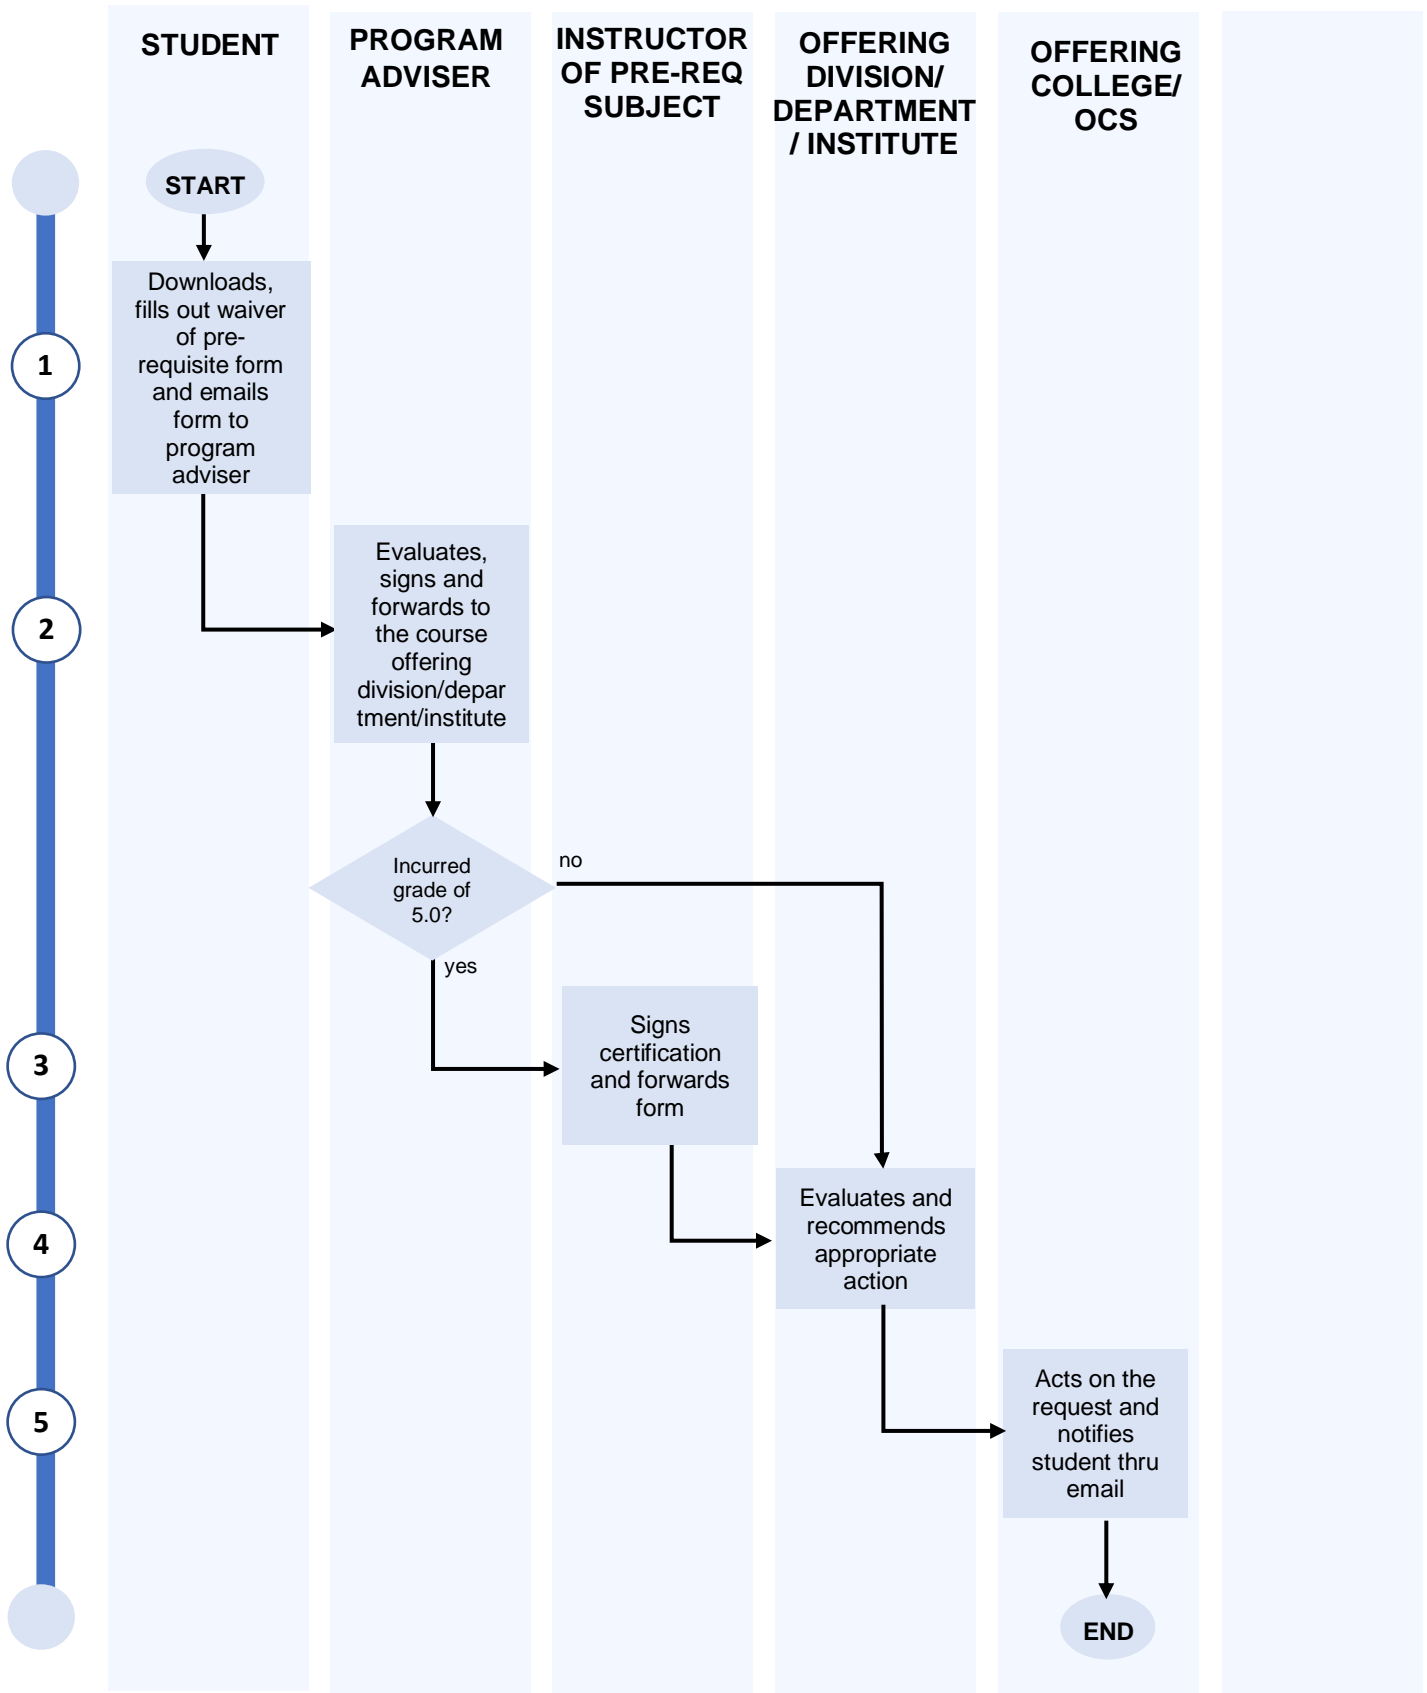 STUDENT
PROGRAM
ADVISER
INSTRUCTOR
OF PRE-REQ
SUBJECT
OFFERING
DIVISION/
DEPARTMENT
/ INSTITUTE
OFFERING
COLLEGE/
OCS
START
1
Downloads,
fills out waiver
of pre-
requisite form
and emails
form to
program
adviser
2
Evaluates,
signs and
forwards to
the course
offering
division/depar
tment/institute
Incurred
grade of
5.0?
no
yes
3
Signs
certification
and forwards
form
4
Evaluates and
recommends
appropriate
action
5
Acts on the
request and
notifies
student thru
email
END